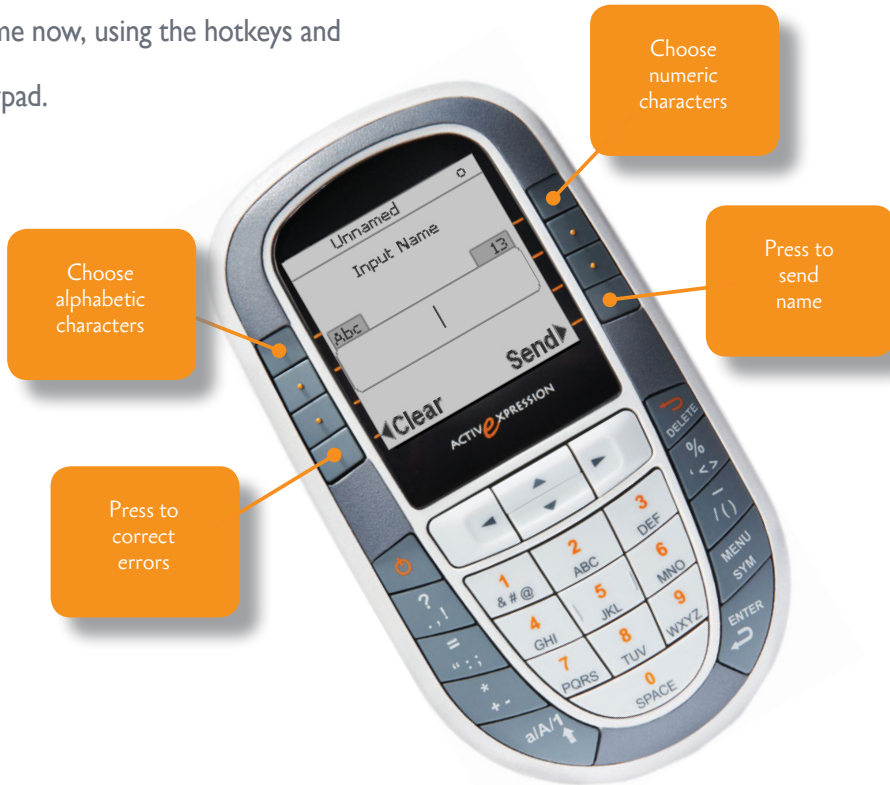 me now, using the hotkeys and
pad.
Choose
numeric
characters
Choose
alphabetic
characters
Press to
send
name
Press to
correct
errors
Unnamed
Input Name
13
Abc
Send
Clear
ACTIVeXPRESSION
DELETE
%
' < >
_
/ ( )
MENU
SYM
ENTER
1
& # @
2
ABC
3
DEF
4
GHI
5
JKL
6
MNO
7
PQRS
8
TUV
9
WXYZ
0
SPACE
?
. , !
=
“ : ;
*
+ -
a/A/1